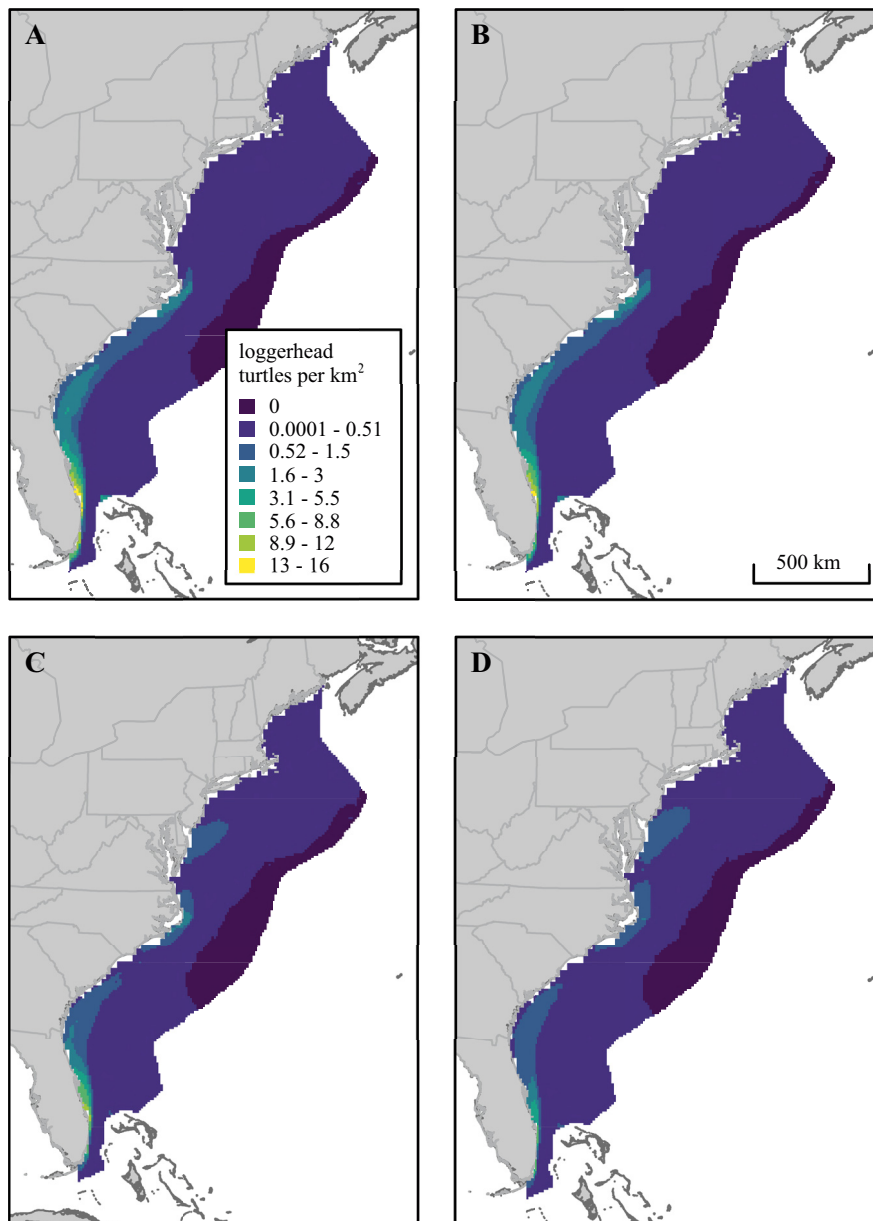 A
B
loggerhead
turtles per km²
0
0.0001 - 0.51
0.52 - 1.5
1.6 - 3
3.1 - 5.5
5.6 - 8.8
8.9 - 12
13 - 16
500 km
C
D